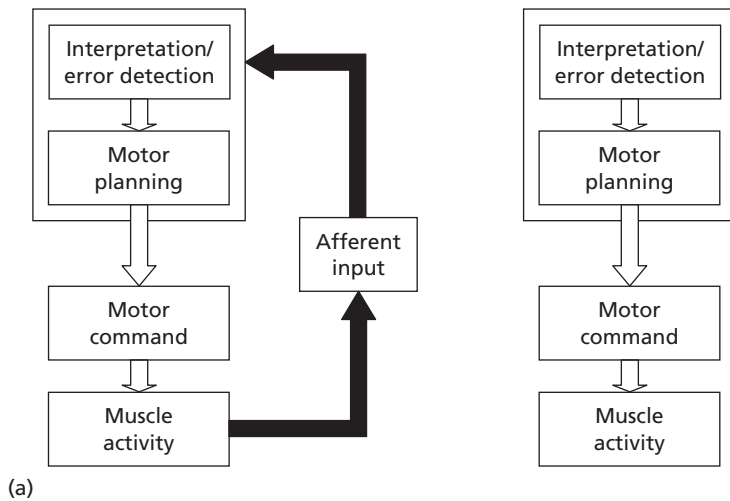 Interpretation/
error detection
Motor
planning
Motor
command
Muscle
activity
Afferent
input
(a)
Interpretation/
error detection
Motor
planning
Motor
command
Muscle
activity